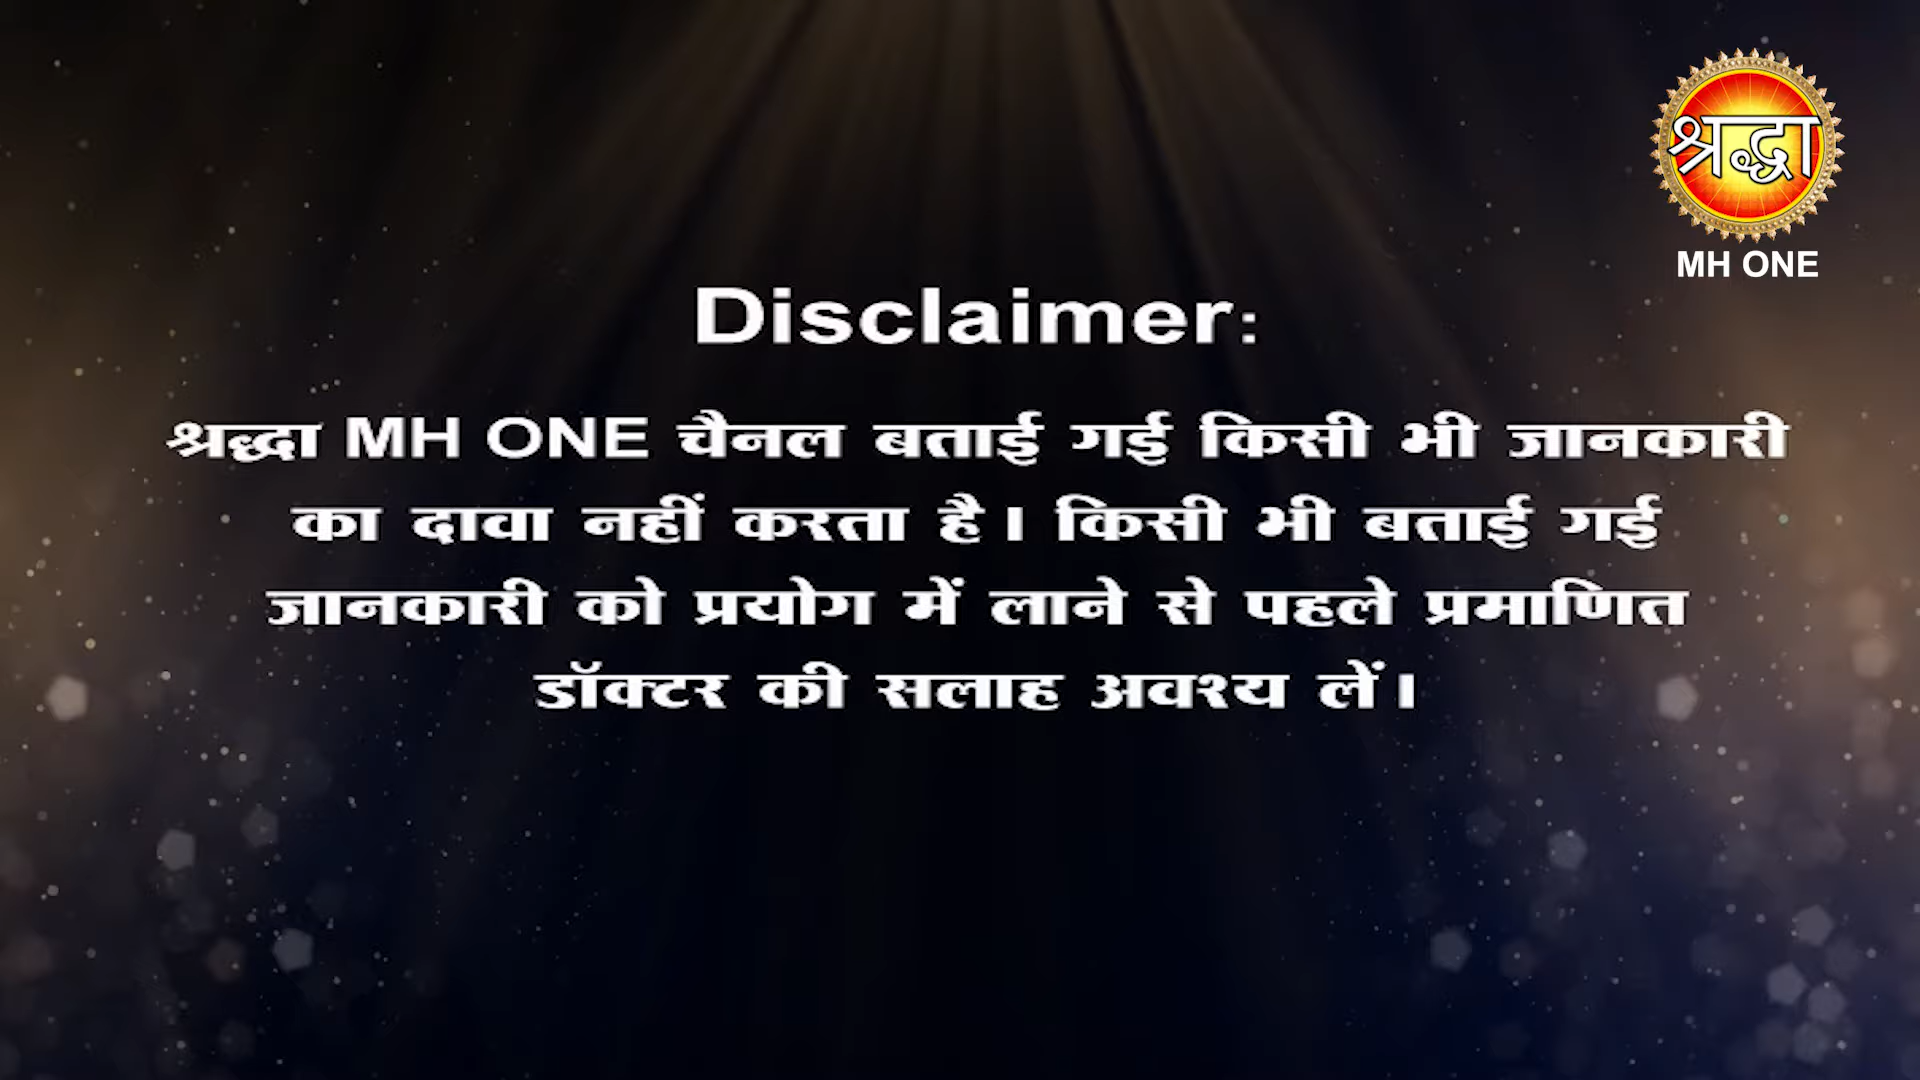 श्रद्धा
MH ONE
Disclaimer:
श्रद्धा MH ONE चैनल बताई गई किसी भी जानकारी
का दावा नहीं करता है। किसी भी बताई गई
जानकारी को प्रयोग में लाने से पहले प्रमाणित
डॉक्टर की सलाह अवश्य लें।